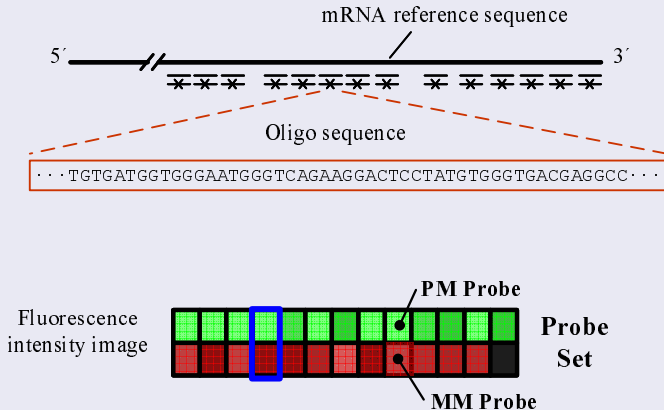 mRNA reference sequence
5´
3´
Oligo sequence
···TGTGATGGTGGGAATGGGTCAGAAGGACTCCTATGTGGGTGACGAGGCC···
PM Probe
Fluorescence
intensity image
Probe
Set
MM Probe